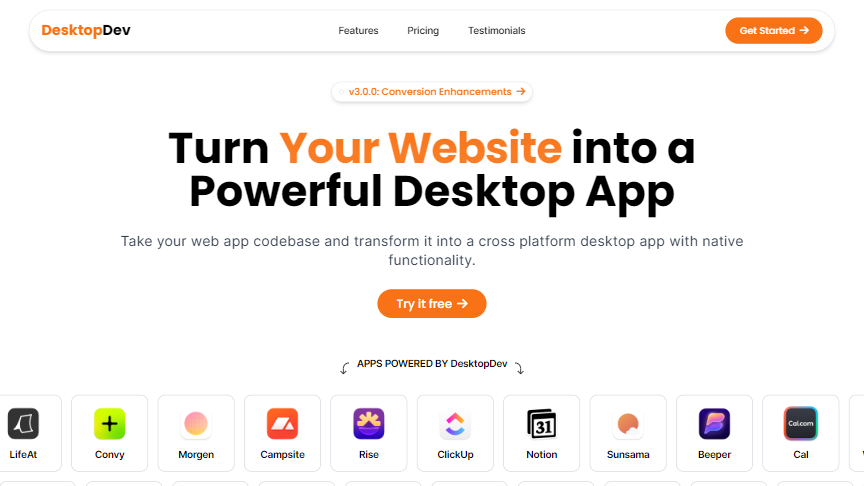 DesktopDev
Features
Pricing
Testimonials
Get Started →
v3.0.0: Conversion Enhancements →
Turn Your Website into a
Powerful Desktop App
Take your web app codebase and transform it into a cross platform desktop app with native
functionality.
Try it free →
APPS POWERED BY DesktopDev
31
Cal.com
LifeAt
Convy
Morgen
Campsite
Rise
ClickUp
Notion
Sunsama
Beeper
Cal